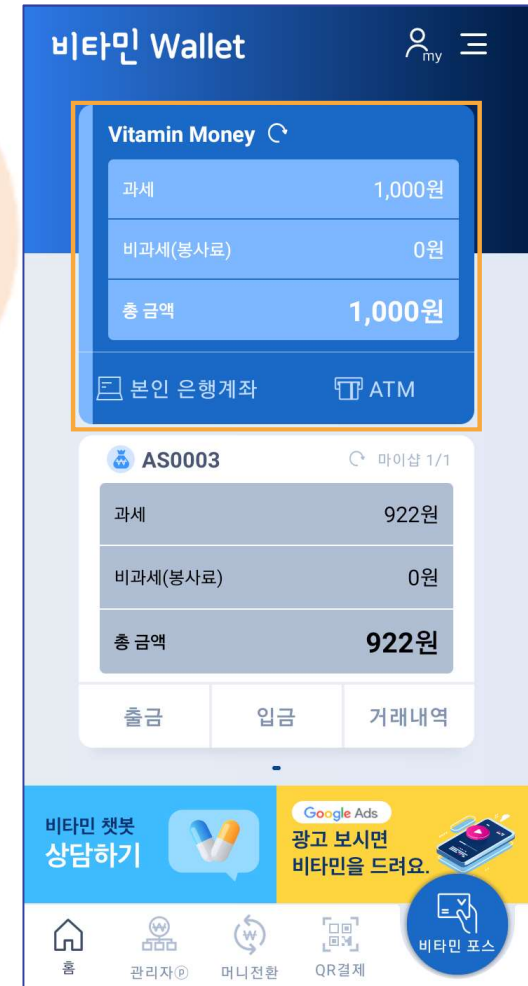 비타민 Wallet
my
Vitamin Money
과세 1,000원
비과세(봉사료) 0원
총 금액 1,000원
본인 은행계좌 ATM
AS0003 마이샵 1/1
과세 922원
비과세(봉사료) 0원
총 금액 922원
출금 입금 거래내역
비타민 챗봇
상담하기
Google Ads
광고 보시면
비타민을 드려요.
비타민 포스
홈 관리자ⓟ 머니전환 QR결제